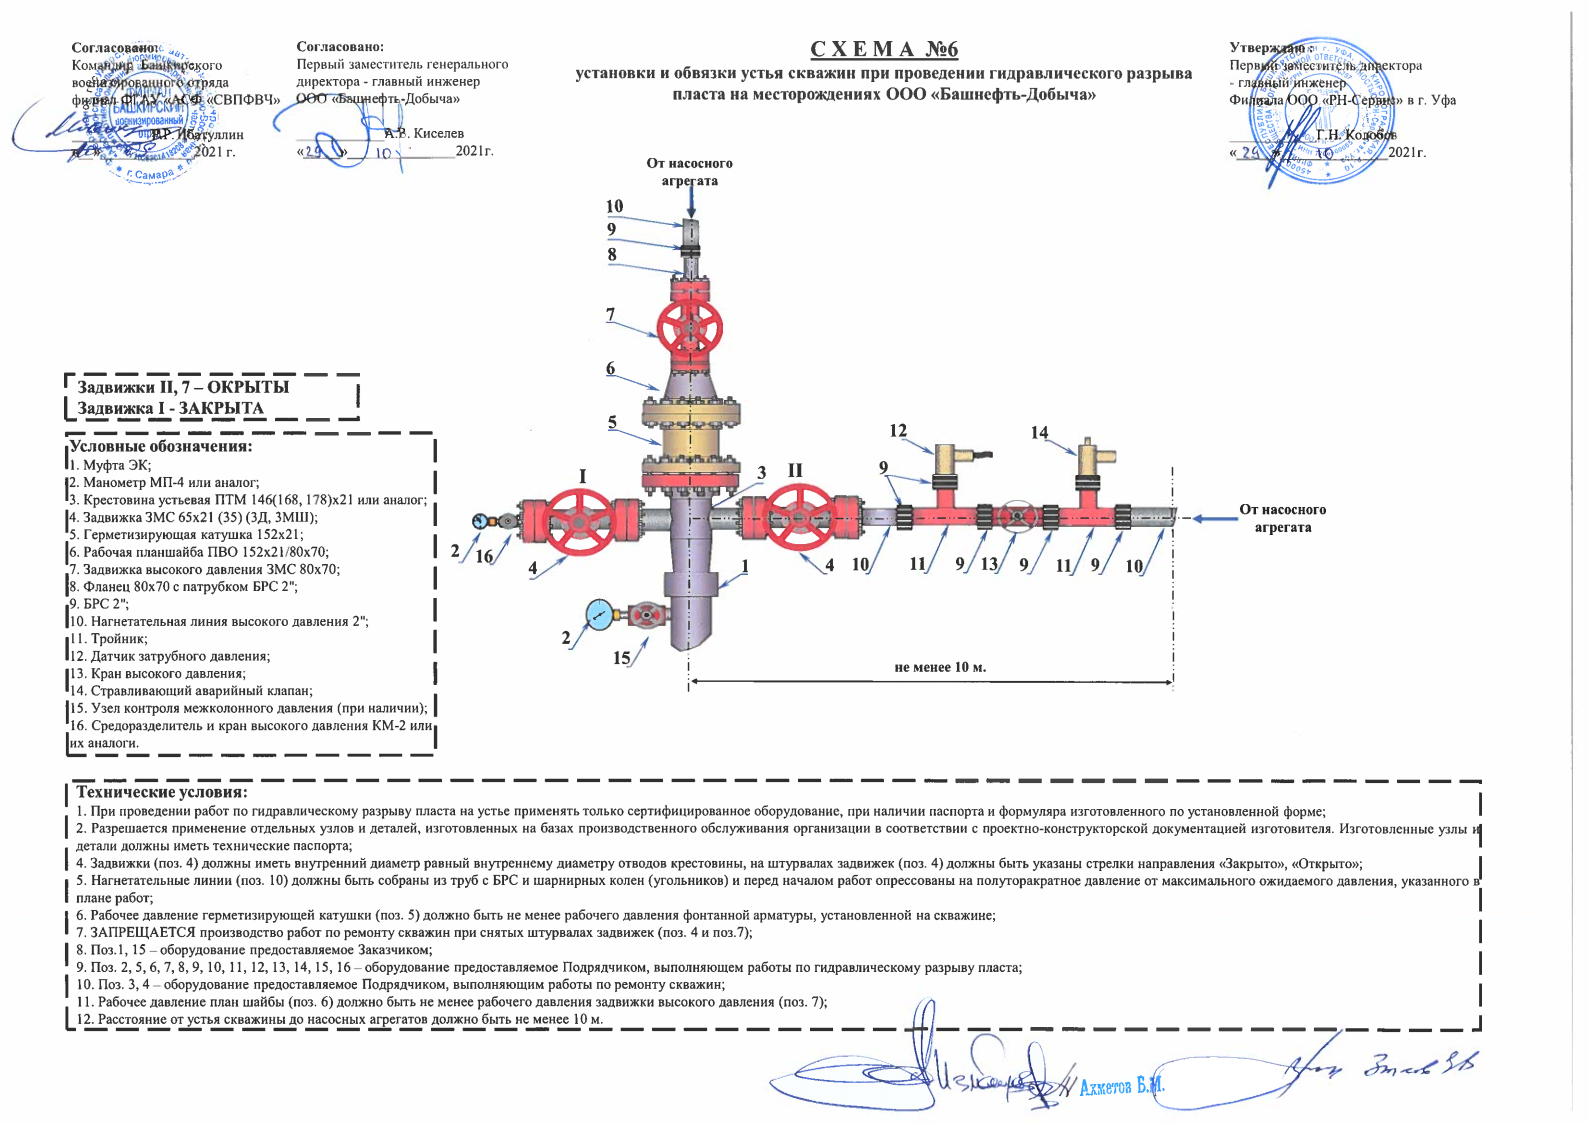 Согласовано:
Командир Башкирского
военизированного отряда
филиал ФГАУ «АСФ «СВПФВЧ»
В.Р. Ибатуллин
2021 г.
г. Самара
Согласовано:
Первый заместитель генерального
директора - главный инженер
ООО «Башнефть-Добыча»
А.В. Киселев
«29» 10 2021г.
С Х Е М А №6
установки и обвязки устья скважин при проведении гидравлического разрыва
пласта на месторождениях ООО «Башнефть-Добыча»
Утверждаю:
Первый заместитель директора
- главный инженер
Филиала ООО «РН-Сервис» в г. Уфа
Г.Н. Колобов
«29» 10 2021г.
От насосного
агрегата
10
9
8
7
6
5
I
3
II
12
14
9
2
16
4
4
10
11
9
13
9
11
9
10
1
2
15
От насосного
агрегата
не менее 10 м.
Задвижки II, 7 – ОКРЫТЫ
Задвижка I - ЗАКРЫТА
Условные обозначения:
1. Муфта ЭК;
2. Манометр МП-4 или аналог;
3. Крестовина устьевая ПТМ 146(168, 178)х21 или аналог;
4. Задвижка ЗМС 65х21 (35) (ЗД, ЗМШ);
5. Герметизирующая катушка 152х21;
6. Рабочая планшайба ПВО 152х21/80х70;
7. Задвижка высокого давления ЗМС 80х70;
8. Фланец 80х70 с патрубком БРС 2";
9. БРС 2";
10. Нагнетательная линия высокого давления 2";
11. Тройник;
12. Датчик затрубного давления;
13. Кран высокого давления;
14. Стравливающий аварийный клапан;
15. Узел контроля межколонного давления (при наличии);
16. Средоразделитель и кран высокого давления КМ-2 или
их аналоги.
Технические условия:
1. При проведении работ по гидравлическому разрыву пласта на устье применять только сертифицированное оборудование, при наличии паспорта и формуляра изготовленного по установленной форме;
2. Разрешается применение отдельных узлов и деталей, изготовленных на базах производственного обслуживания организации в соответствии с проектно-конструкторской документацией изготовителя. Изготовленные узлы и
детали должны иметь технические паспорта;
4. Задвижки (поз. 4) должны иметь внутренний диаметр равный внутреннему диаметру отводов крестовины, на штурвалах задвижек (поз. 4) должны быть указаны стрелки направления «Закрыто», «Открыто»;
5. Нагнетательные линии (поз. 10) должны быть собраны из труб с БРС и шарнирных колен (угольников) и перед началом работ опрессованы на полуторакратное давление от максимального ожидаемого давления, указанного в
плане работ;
6. Рабочее давление герметизирующей катушки (поз. 5) должно быть не менее рабочего давления фонтанной арматуры, установленной на скважине;
7. ЗАПРЕЩАЕТСЯ производство работ по ремонту скважин при снятых штурвалах задвижек (поз. 4 и поз.7);
8. Поз.1, 15 – оборудование предоставляемое Заказчиком;
9. Поз. 2, 5, 6, 7, 8, 9, 10, 11, 12, 13, 14, 15, 16 – оборудование предоставляемое Подрядчиком, выполняющем работы по гидравлическому разрыву пласта;
10. Поз. 3, 4 – оборудование предоставляемое Подрядчиком, выполняющим работы по ремонту скважин;
11. Рабочее давление план шайбы (поз. 6) должно быть не менее рабочего давления задвижки высокого давления (поз. 7);
12. Расстояние от устья скважины до насосных агрегатов должно быть не менее 10 м.
Ахметов Б.М.